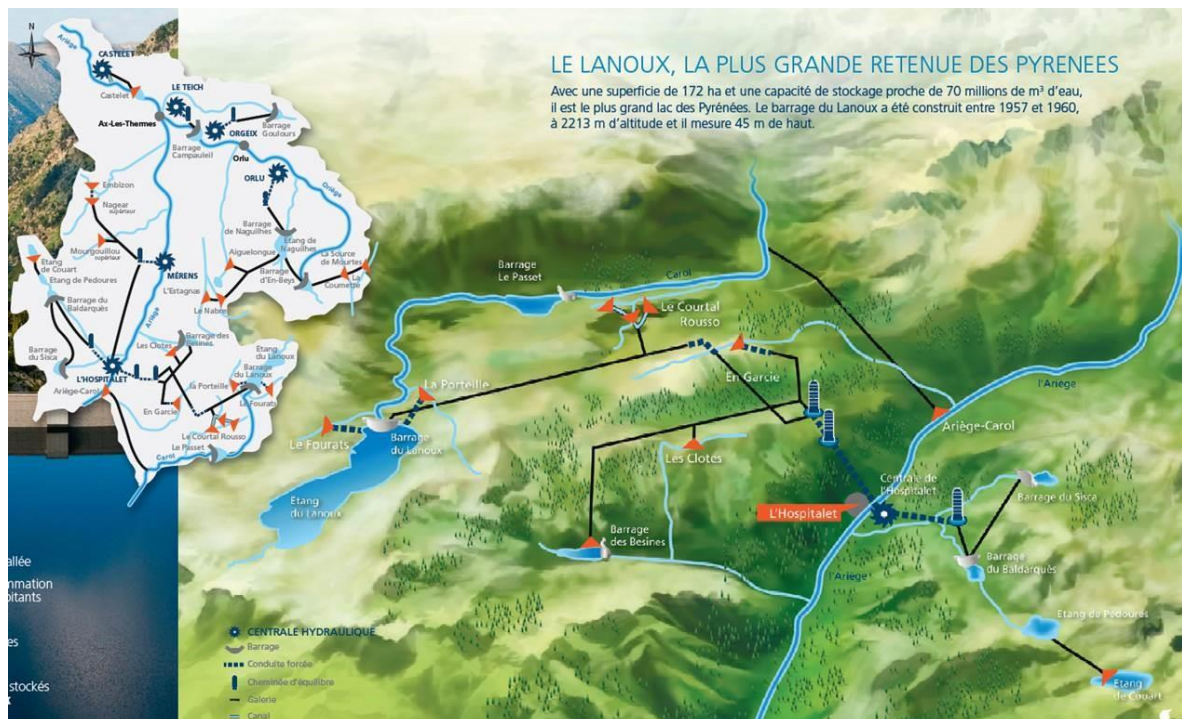 LE LANOUX, LA PLUS GRANDE RETENUE DES PYRENEES
Avec une superficie de 172 ha et une capacité de stockage proche de 70 millions de m³ d'eau,
il est le plus grand lac des Pyrénées. Le barrage du Lanoux a été construit entre 1957 et 1960,
à 2213 m d'altitude et il mesure 45 m de haut.
N
Ariège
CASTELET
Castelet
LE TEICH
Ax-Les-Thermes
ORGEIX
Barrage
Goulours
Barrage
Campauleil
Orlu
ORLU
Oriège
Embizon
Nagear
supérieur
Mourgouillou
supérieur
Barrage
de Naguilhes
Etang de
Naguilhes
Aiguelongue
La Source
de Mourtes
Etang
de Couart
Etang de Pedoures
MÉRENS
Barrage
d'En-Beys
La
Coumette
L'Estagnas
Le Nabre
Barrage du
Baldarquès
Ariège
Les Clotes
Barrage des
Besines
Etang
du Lanoux
Barrage
du Sisca
L'HOSPITALET
Barrage
du Lanoux
la Porteille
Ariège-Carol
En Garcie
Le Fourats
Le Courtal Rousso
Le Passet
Carol
Barrage
Le Passet
Carol
Le Courtal
Rousso
En Garcie
La Porteille
l'Ariège
Ariège-Carol
Le Fourats
Barrage
du Lanoux
Les Clotes
Etang
du Lanoux
Centrale de
l'Hospitalet
Barrage du Sisca
L'Hospitalet
Barrage
des Besines
Barrage
du Baldarquès
l'Ariège
Etang de Pédourés
Etang
de Couart
CENTRALE HYDRAULIQUE
Barrage
Conduite forcée
Cheminée d'équilibre
Galerie
Canal
allée
mmation
bitants
es
stockés